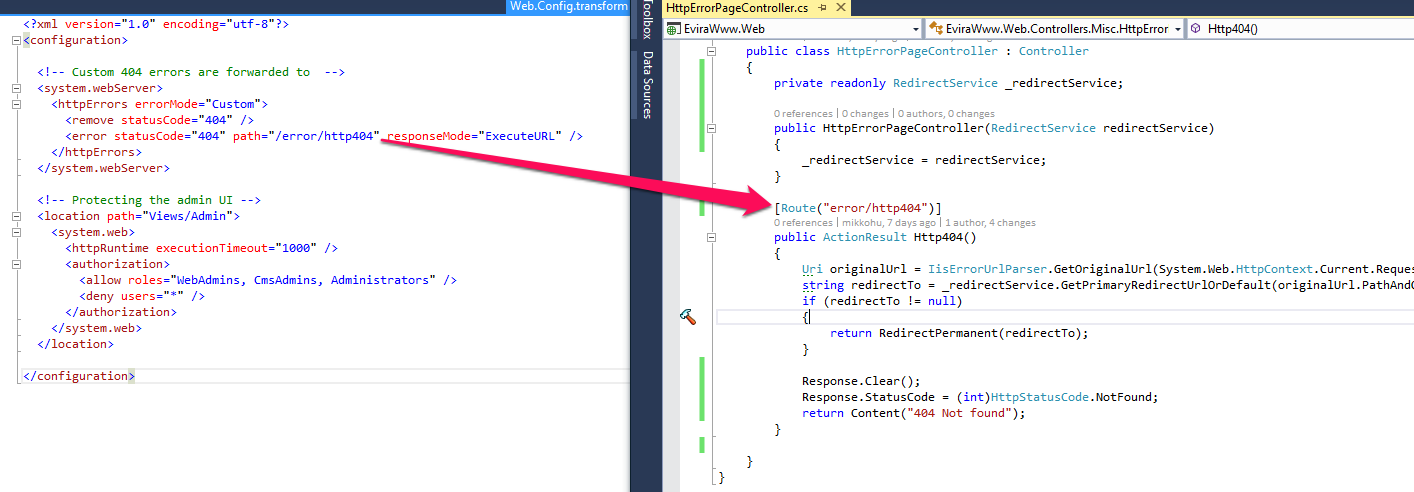 Web.Config.transform
<?xml version="1.0" encoding="utf-8"?>
<configuration>
<!-- Custom 404 errors are forwarded to  -->
<system.webServer>
<httpErrors errorMode="Custom">
<remove statusCode="404" />
<error statusCode="404" path="/error/http404" responseMode="ExecuteURL" />
</httpErrors>
</system.webServer>
<!-- Protecting the admin UI -->
<location path="Views/Admin">
<system.web>
<httpRuntime executionTimeout="1000" />
<authorization>
<allow roles="WebAdmins, CmsAdmins, Administrators" />
<deny users="*" />
</authorization>
</system.web>
</location>
</configuration>
Toolbox
Data Sources
HttpErrorPageController.cs
EviraWww.Web
EviraWww.Web.Controllers.Misc.HttpError
Http404()
public class HttpErrorPageController : Controller
{
private readonly RedirectService _redirectService;
0 references | 0 changes | 0 authors, 0 changes
public HttpErrorPageController(RedirectService redirectService)
{
_redirectService = redirectService;
}
[Route("error/http404")]
0 references | mikkohu, 7 days ago | 1 author, 4 changes
public ActionResult Http404()
{
Uri originalUrl = IisErrorUrlParser.GetOriginalUrl(System.Web.HttpContext.Current.Reque
string redirectTo = _redirectService.GetPrimaryRedirectUrlOrDefault(originalUrl.PathAnd
if (redirectTo != null)
{
return RedirectPermanent(redirectTo);
}
Response.Clear();
Response.StatusCode = (int)HttpStatusCode.NotFound;
return Content("404 Not found");
}
}
}